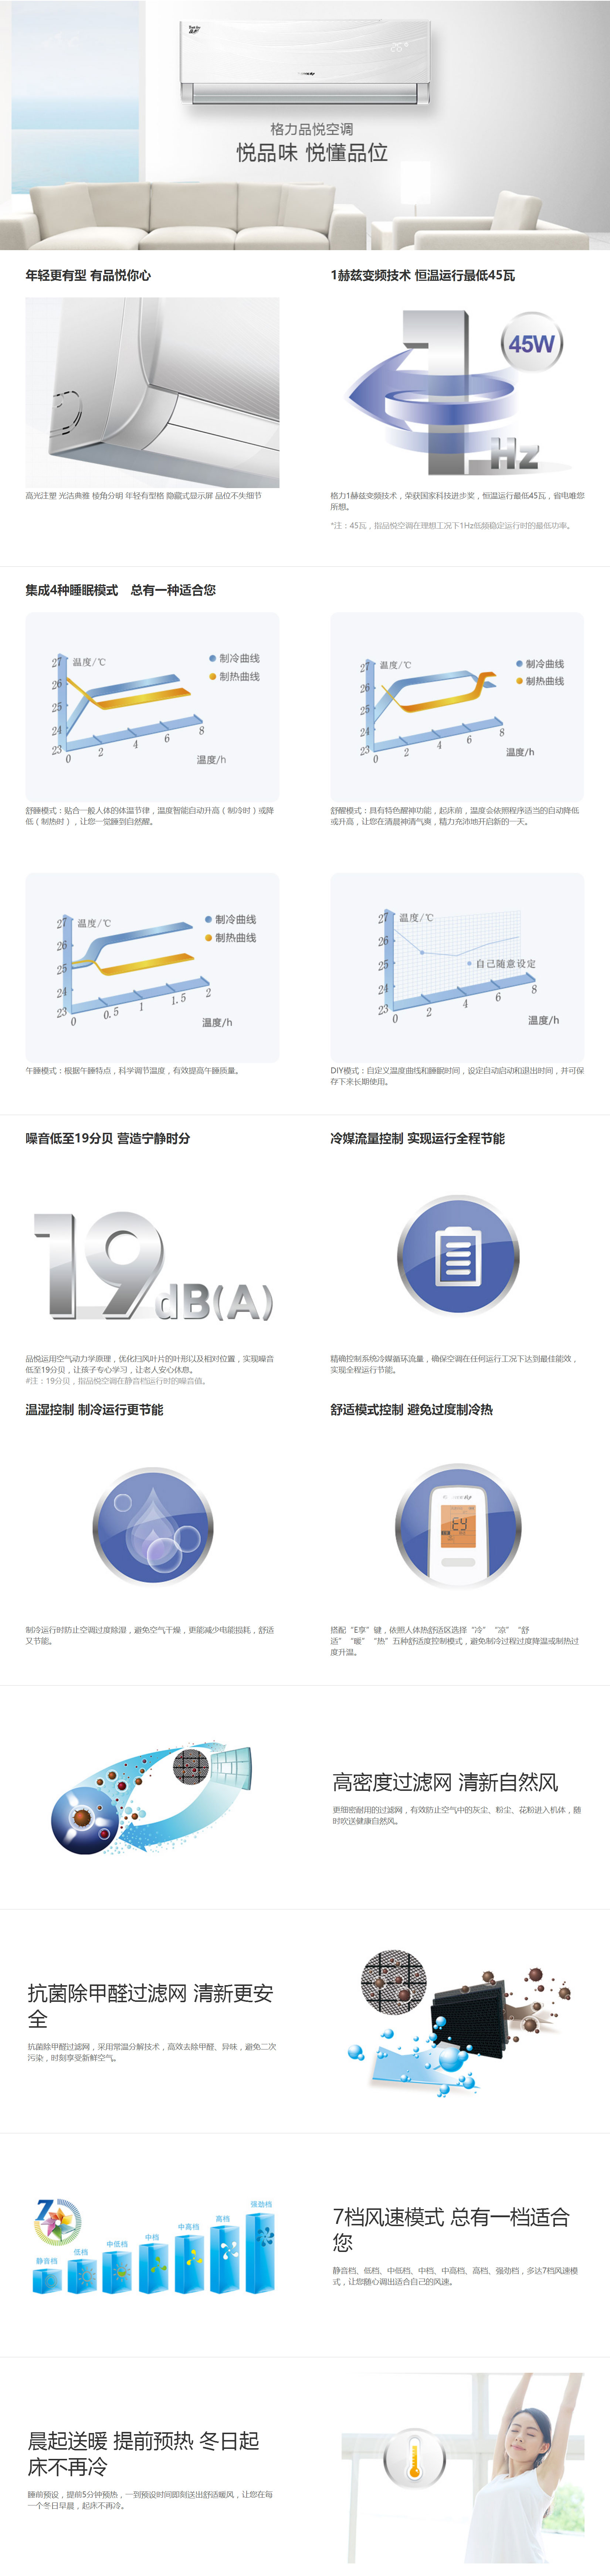 格力品悦空调
悦品味 悦懂品位
年轻更有型 有品悦你心
高光注塑 光洁典雅 棱角分明 年轻有型格 隐藏式显示屏 品位不失细节
1赫兹变频技术 恒温运行最低45瓦
45W
1
Hz
格力1赫兹变频技术，荣获国家科技进步奖，恒温运行最低45瓦，省电唯您
所想。
*注：45瓦，指品悦空调在理想工况下1Hz低频稳定运行时的最低功率。
集成4种睡眠模式　总有一种适合您
27
温度/℃
制冷曲线
26
制热曲线
25
24
23
0
2
4
6
8
温度/h
舒睡模式：贴合一般人体的体温节律，温度智能自动升高（制冷时）或降
低（制热时），让您一觉睡到自然醒。
27
温度/℃
制冷曲线
26
制热曲线
25
24
23
0
2
4
6
8
温度/h
舒醒模式：具有特色醒神功能，起床前，温度会依照程序适当的自动降低
或升高，让您在清晨神清气爽，精力充沛地开启新的一天。
27
温度/℃
制冷曲线
26
制热曲线
25
24
23
0
0.5
1
1.5
2
温度/h
午睡模式：根据午睡特点，科学调节温度，有效提高午睡质量。
27
温度/℃
26
25
自己随意设定
24
23
0
2
4
6
8
温度/h
DIY模式：自定义温度曲线和睡眠时间，设定自动启动和退出时间，并可保
存下来长期使用。
噪音低至19分贝 营造宁静时分
19dB(A)
品悦运用空气动力学原理，优化扫风叶片的叶形以及相对位置，实现噪音
低至19分贝，让孩子专心学习，让老人安心休息。
#注：19分贝，指品悦空调在静音档运行时的噪音值。
冷媒流量控制 实现运行全程节能
精确控制系统冷媒循环流量，确保空调在任何运行工况下达到最佳能效，
实现全程运行节能。
温湿控制 制冷运行更节能
制冷运行时防止空调过度除湿，避免空气干燥，更能减少电能损耗，舒适
又节能。
舒适模式控制 避免过度制冷热
搭配“E享”键，依照人体热舒适区选择“冷”“凉”“舒
适”“暖”“热”五种舒适度控制模式，避免制冷过程过度降温或制热过
度升温。
高密度过滤网 清新自然风
更细密耐用的过滤网，有效防止空气中的灰尘、粉尘、花粉进入机体，随
时吹送健康自然风。
抗菌除甲醛过滤网 清新更安
全
抗菌除甲醛过滤网，采用常温分解技术，高效去除甲醛、异味，避免二次
污染，时刻享受新鲜空气。
7
静音档
低档
中低档
中档
中高档
高档
强劲档
7档风速模式 总有一档适合
您
静音档、低档、中低档、中档、中高档、高档、强劲档，多达7档风速模
式，让您随心调出适合自己的风速。
晨起送暖 提前预热 冬日起
床不再冷
睡前预设，提前5分钟预热，一到预设时间即刻送出舒适暖风，让您在每
一个冬日早晨，起床不再冷。